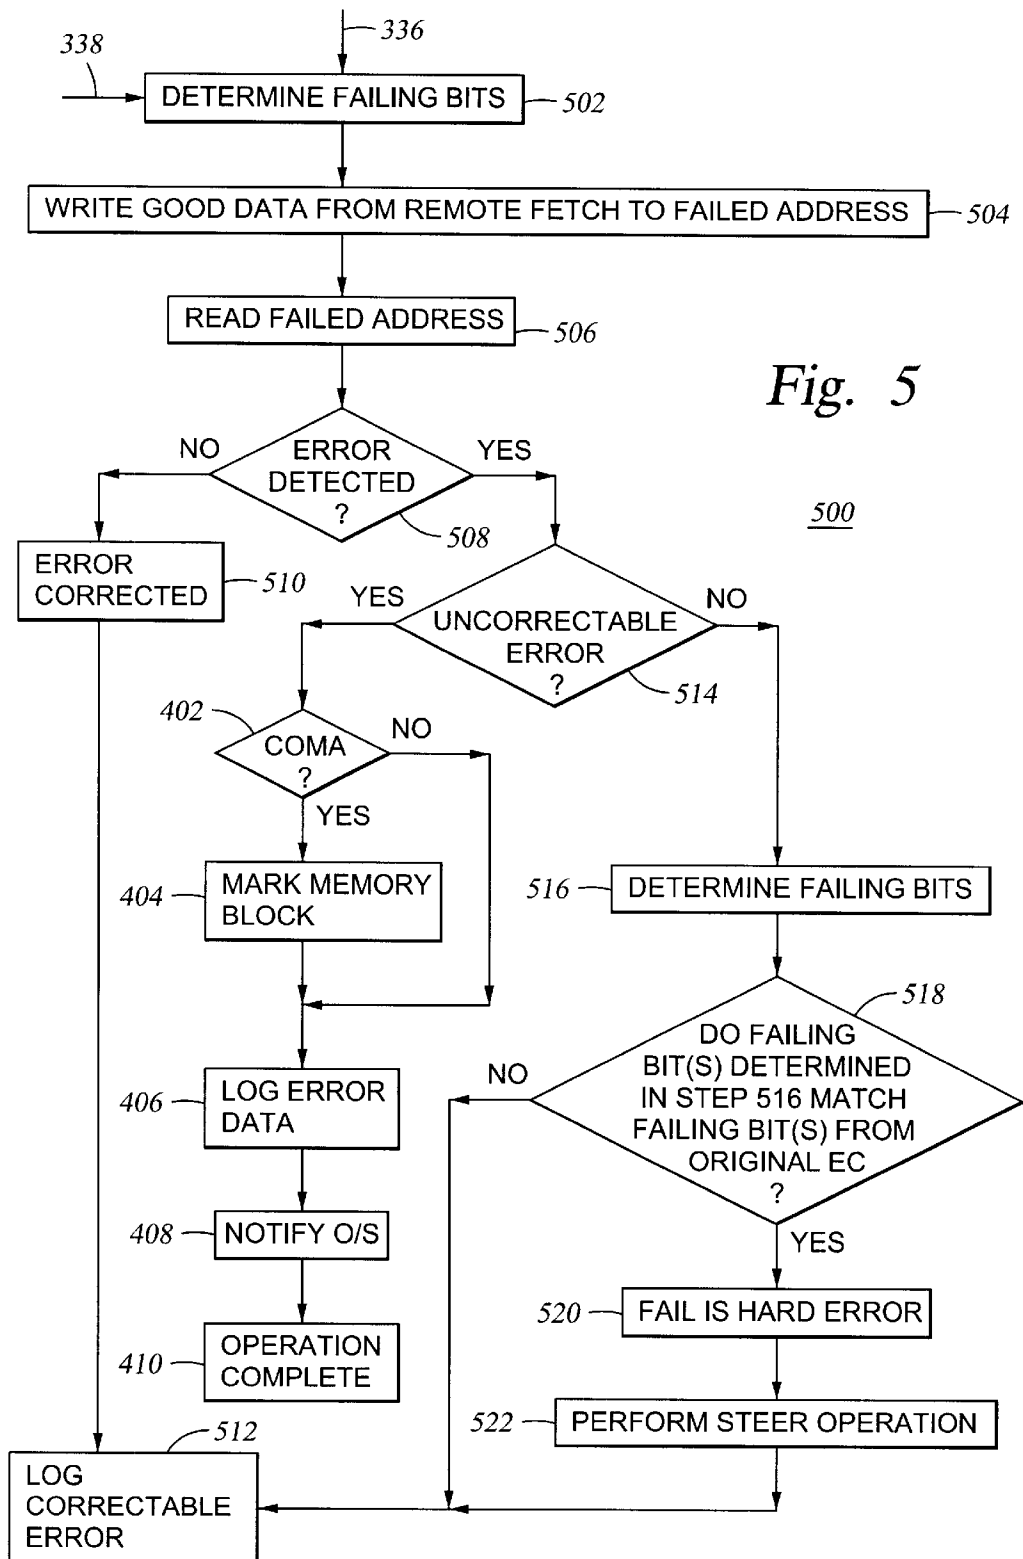 336
338
DETERMINE FAILING BITS
502
WRITE GOOD DATA FROM REMOTE FETCH TO FAILED ADDRESS
504
READ FAILED ADDRESS
506
Fig. 5
500
NO
ERROR
DETECTED
?
YES
508
ERROR
CORRECTED
510
YES
UNCORRECTABLE
ERROR
?
NO
514
402
COMA
?
NO
YES
404
MARK MEMORY
BLOCK
516
DETERMINE FAILING BITS
518
NO
DO FAILING
BIT(S) DETERMINED
IN STEP 516 MATCH
FAILING BIT(S) FROM
ORIGINAL EC
?
YES
406
LOG ERROR
DATA
408
NOTIFY O/S
520
FAIL IS HARD ERROR
410
OPERATION
COMPLETE
522
PERFORM STEER OPERATION
512
LOG
CORRECTABLE
ERROR